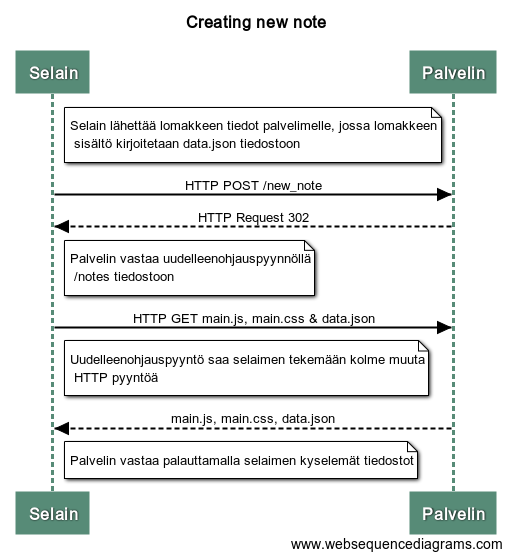 Creating new note
Selain
Palvelin
Selain lähettää lomakkeen tiedot palvelimelle, jossa lomakkeen
sisältö kirjoitetaan data.json tiedostoon
HTTP POST /new_note
HTTP Request 302
Palvelin vastaa uudelleenohjauspyynnöllä
/notes tiedostoon
HTTP GET main.js, main.css & data.json
Uudelleenohjauspyyntö saa selaimen tekemään kolme muuta
HTTP pyyntöä
main.js, main.css, data.json
Palvelin vastaa palauttamalla selaimen kyselemät tiedostot
Selain
Palvelin
www.websequencediagrams.com